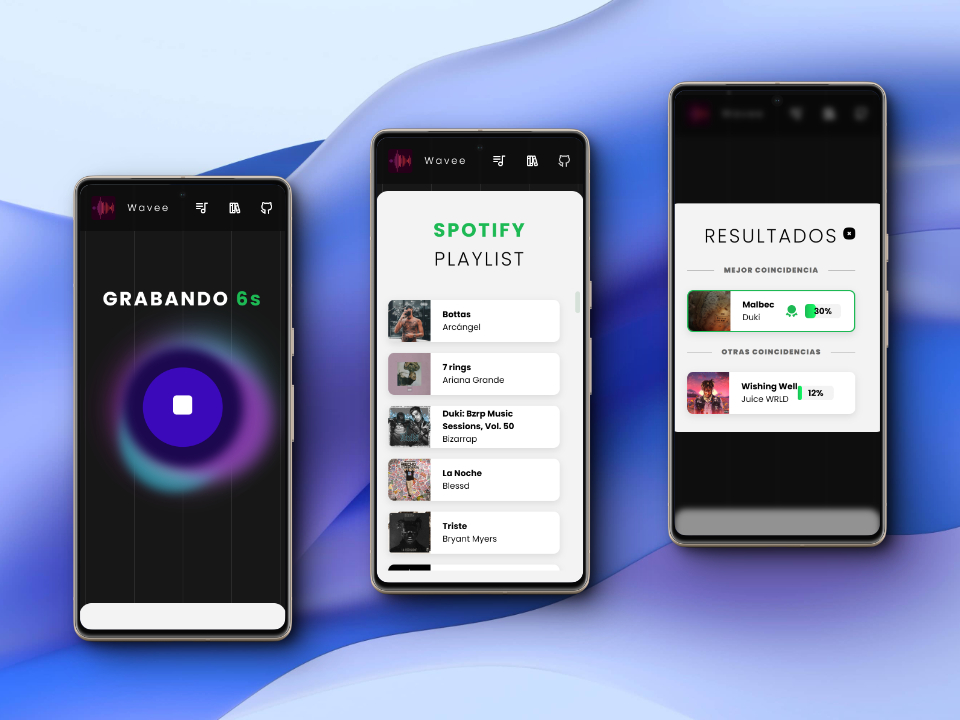 Wavee
GRABANDO 6s
Wavee
SPOTIFY
PLAYLIST
Bottas
Arcángel
7 rings
Ariana Grande
Duki: Bzrp Music
Sessions, Vol. 50
Bizarrap
La Noche
Blessd
Triste
Bryant Myers
Wavee
RESULTADOS
MEJOR COINCIDENCIA
Malbec
Duki
30%
OTRAS COINCIDENCIAS
Wishing Well
Juice WRLD
12%